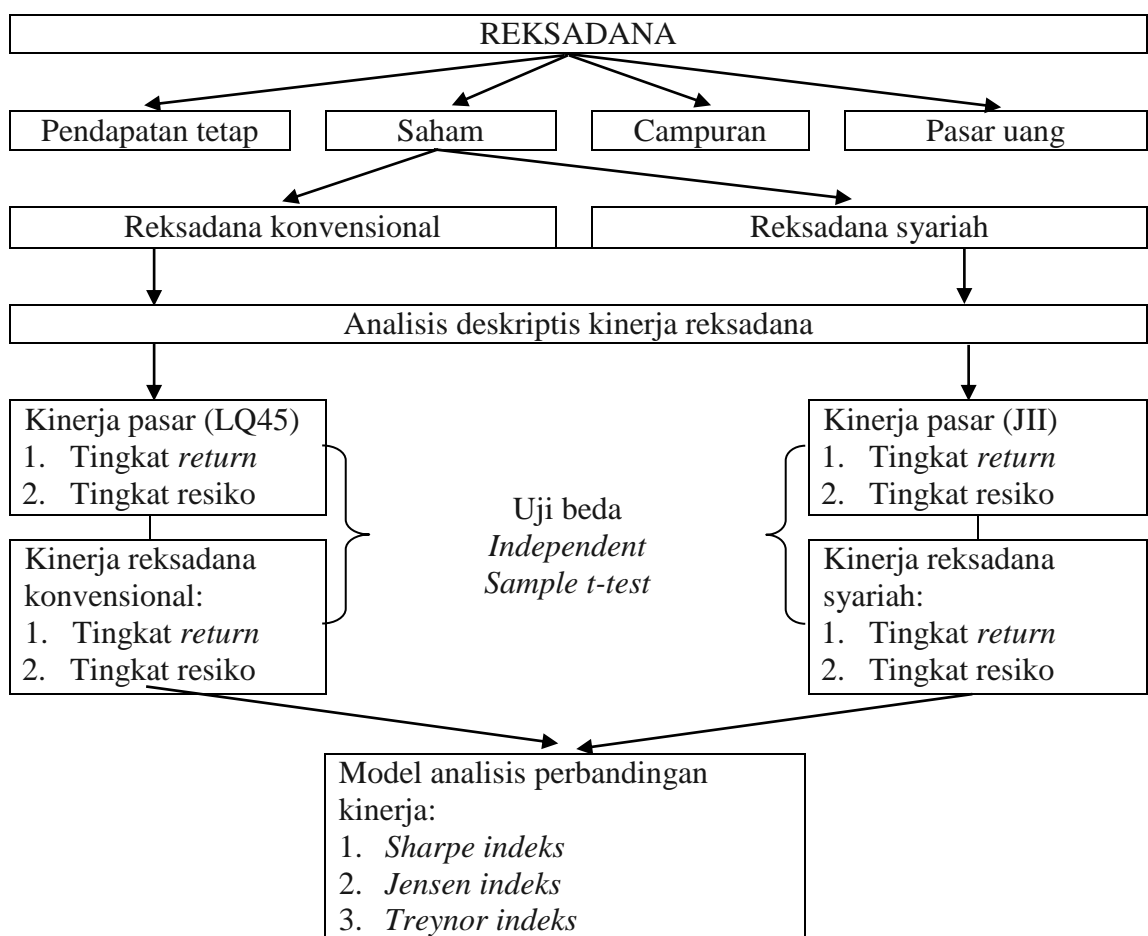 REKSADANA
Pendapatan tetap
Saham
Campuran
Pasar uang
Reksadana konvensional
Reksadana syariah
Analisis deskriptis kinerja reksadana
Kinerja pasar (LQ45)
1. Tingkat return
2. Tingkat resiko
Kinerja reksadana
konvensional:
1. Tingkat return
2. Tingkat resiko
Uji beda
Independent
Sample t-test
Kinerja pasar (JII)
1. Tingkat return
2. Tingkat resiko
Kinerja reksadana
syariah:
1. Tingkat return
2. Tingkat resiko
Model analisis perbandingan
kinerja:
1. Sharpe indeks
2. Jensen indeks
3. Treynor indeks